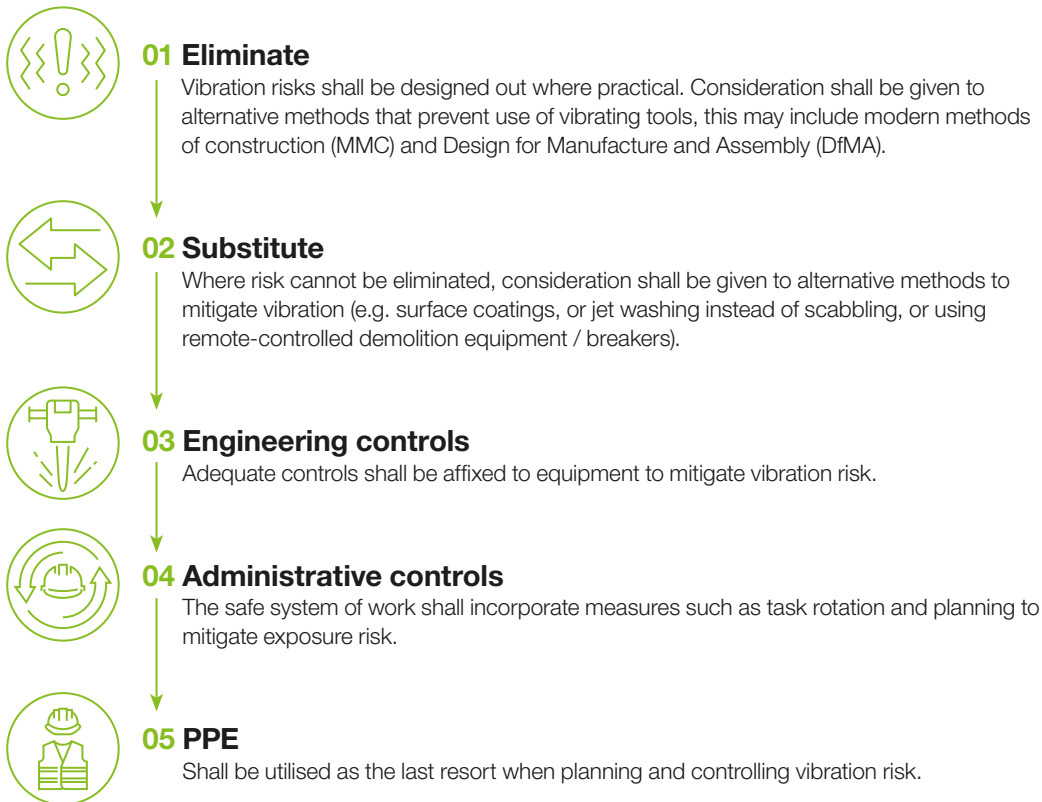 01 Eliminate
Vibration risks shall be designed out where practical. Consideration shall be given to
alternative methods that prevent use of vibrating tools, this may include modern methods
of construction (MMC) and Design for Manufacture and Assembly (DfMA).
02 Substitute
Where risk cannot be eliminated, consideration shall be given to alternative methods to
mitigate vibration (e.g. surface coatings, or jet washing instead of scabbling, or using
remote-controlled demolition equipment / breakers).
03 Engineering controls
Adequate controls shall be affixed to equipment to mitigate vibration risk.
04 Administrative controls
The safe system of work shall incorporate measures such as task rotation and planning to
mitigate exposure risk.
05 PPE
Shall be utilised as the last resort when planning and controlling vibration risk.